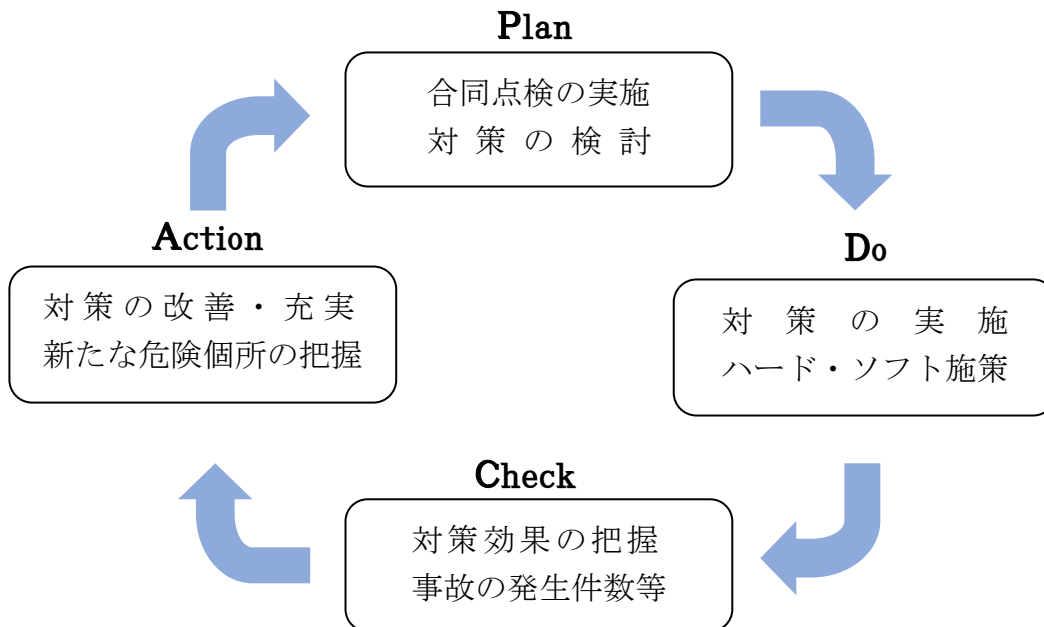 Plan
合同点検の実施
対策の検討
Do
対策の実施
ハード・ソフト施策
Check
対策効果の把握
事故の発生件数等
Action
対策の改善・充実
新たな危険個所の把握